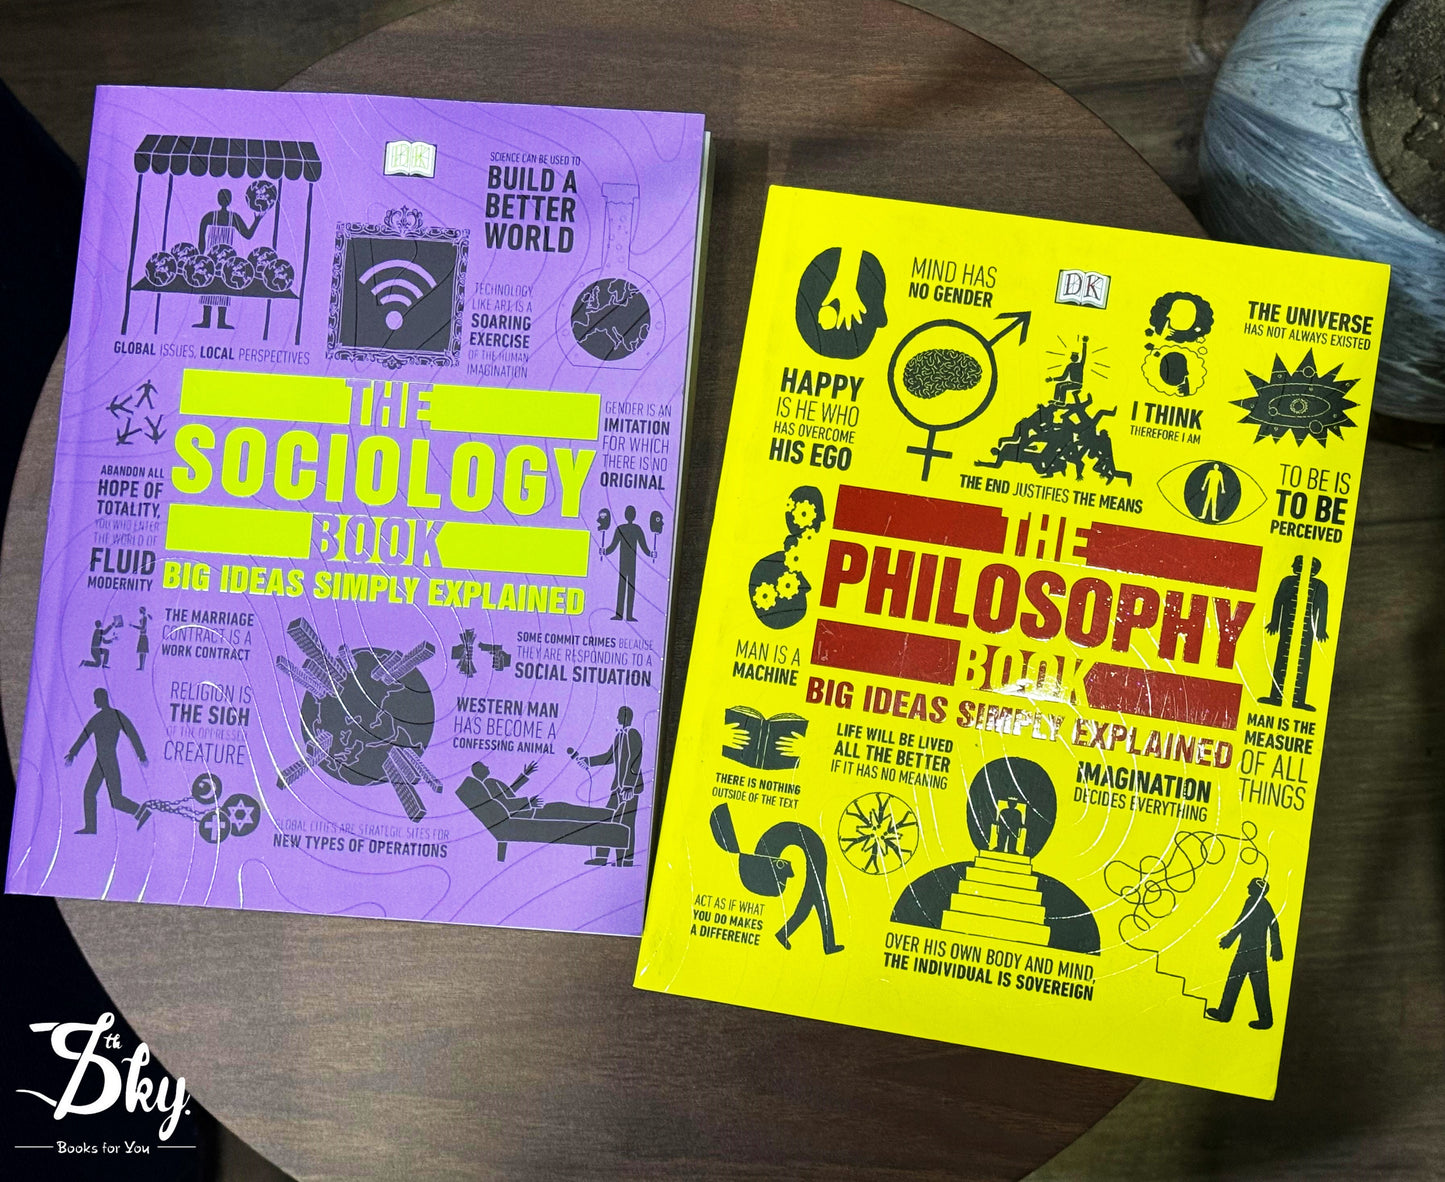 DK
SCIENCE CAN BE USED TO
BUILD A
BETTER
WORLD
TECHNOLOGY,
LIKE ART, IS A
SOARING
EXERCISE
OF THE HUMAN
IMAGINATION
GLOBAL ISSUES, LOCAL PERSPECTIVES
THE
SOCIOLOGY
BOOK
BIG IDEAS SIMPLY EXPLAINED
GENDER IS AN
IMITATION
FOR WHICH
THERE IS NO
ORIGINAL
ABANDON ALL
HOPE OF
TOTALITY,
YOU WHO ENTER
THE WORLD OF
FLUID
MODERNITY
THE MARRIAGE
CONTRACT IS A
WORK CONTRACT
SOME COMMIT CRIMES BECAUSE
THEY ARE RESPONDING TO A
SOCIAL SITUATION
RELIGION IS
THE SIGH
OF THE OPPRESSED
CREATURE
WESTERN MAN
HAS BECOME A
CONFESSING ANIMAL
GLOBAL CITIES ARE STRATEGIC SITES FOR
NEW TYPES OF OPERATIONS
MIND HAS
NO GENDER
DK
THE UNIVERSE
HAS NOT ALWAYS EXISTED
HAPPY
IS HE WHO
HAS OVERCOME
HIS EGO
I THINK
THEREFORE I AM
THE END JUSTIFIES THE MEANS
TO BE IS
TO BE
PERCEIVED
THE
PHILOSOPHY
BOOK
BIG IDEAS SIMPLY EXPLAINED
MAN IS A
MACHINE
MAN IS THE
MEASURE
OF ALL
THINGS
LIFE WILL BE LIVED
ALL THE BETTER
IF IT HAS NO MEANING
IMAGINATION
DECIDES EVERYTHING
THERE IS NOTHING
OUTSIDE OF THE TEXT
ACT AS IF WHAT
YOU DO MAKES
A DIFFERENCE
OVER HIS OWN BODY AND MIND,
THE INDIVIDUAL IS SOVEREIGN
8th Sky.
Books for You